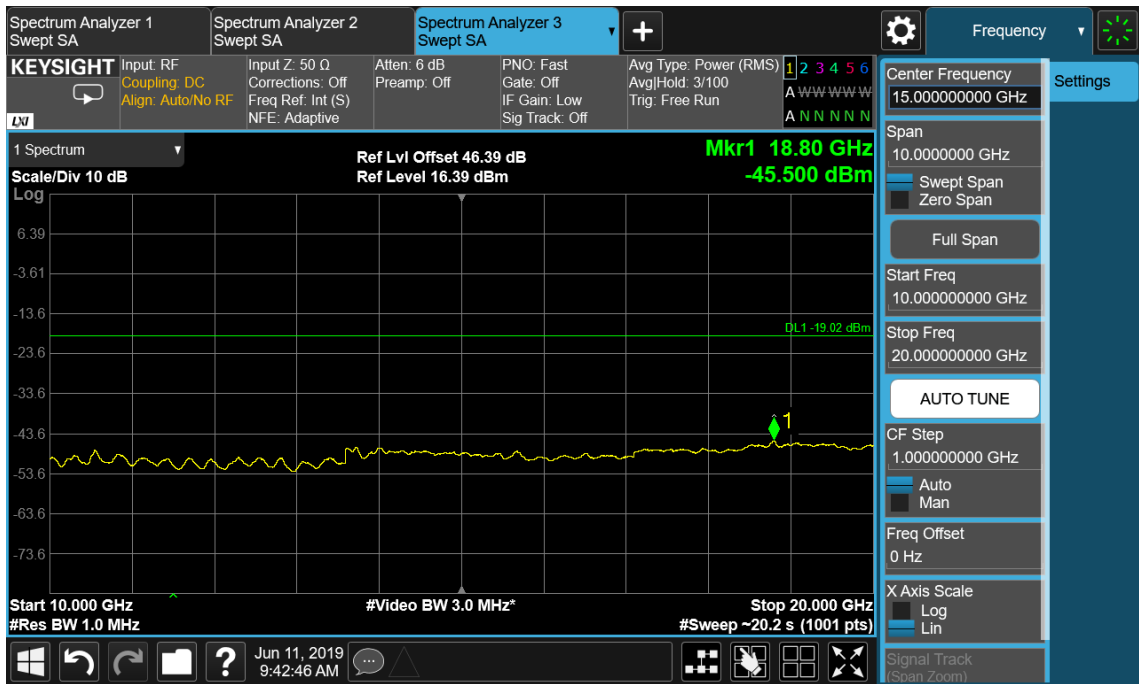 Spectrum Analyzer 1
Swept SA
Spectrum Analyzer 2
Swept SA
Spectrum Analyzer 3
Swept SA
+
Frequency
KEYSIGHT
LXI
Input: RF
Coupling: DC
Align: Auto/No RF
Input Z: 50 Ω
Corrections: Off
Freq Ref: Int (S)
NFE: Adaptive
Atten: 6 dB
Preamp: Off
PNO: Fast
Gate: Off
IF Gain: Low
Sig Track: Off
Avg Type: Power (RMS)
Avg|Hold: 3/100
Trig: Free Run
1 2 3 4 5 6
A W W W W W
A N N N N N
1 Spectrum
Scale/Div 10 dB
Log
Ref Lvl Offset 46.39 dB
Ref Level 16.39 dBm
Mkr1 18.80 GHz
-45.500 dBm
6.39
-3.61
-13.6
-23.6
-33.6
-43.6
-53.6
-63.6
-73.6
DL1 -19.02 dBm
1
Start 10.000 GHz
#Res BW 1.0 MHz
#Video BW 3.0 MHz*
Stop 20.000 GHz
#Sweep ~20.2 s (1001 pts)
Center Frequency
15.000000000 GHz
Settings
Span
10.0000000 GHz
Swept Span
Zero Span
Full Span
Start Freq
10.000000000 GHz
Stop Freq
20.000000000 GHz
AUTO TUNE
CF Step
1.000000000 GHz
Auto
Man
Freq Offset
0 Hz
X Axis Scale
Log
Lin
Signal Track
(Span Zoom)
?
Jun 11, 2019
9:42:46 AM